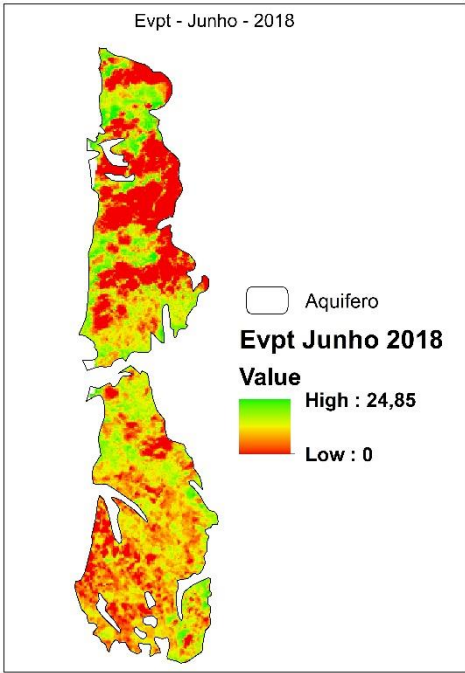 Evpt - Junho - 2018
Aquifero
Evpt Junho 2018
Value
High : 24,85
Low : 0